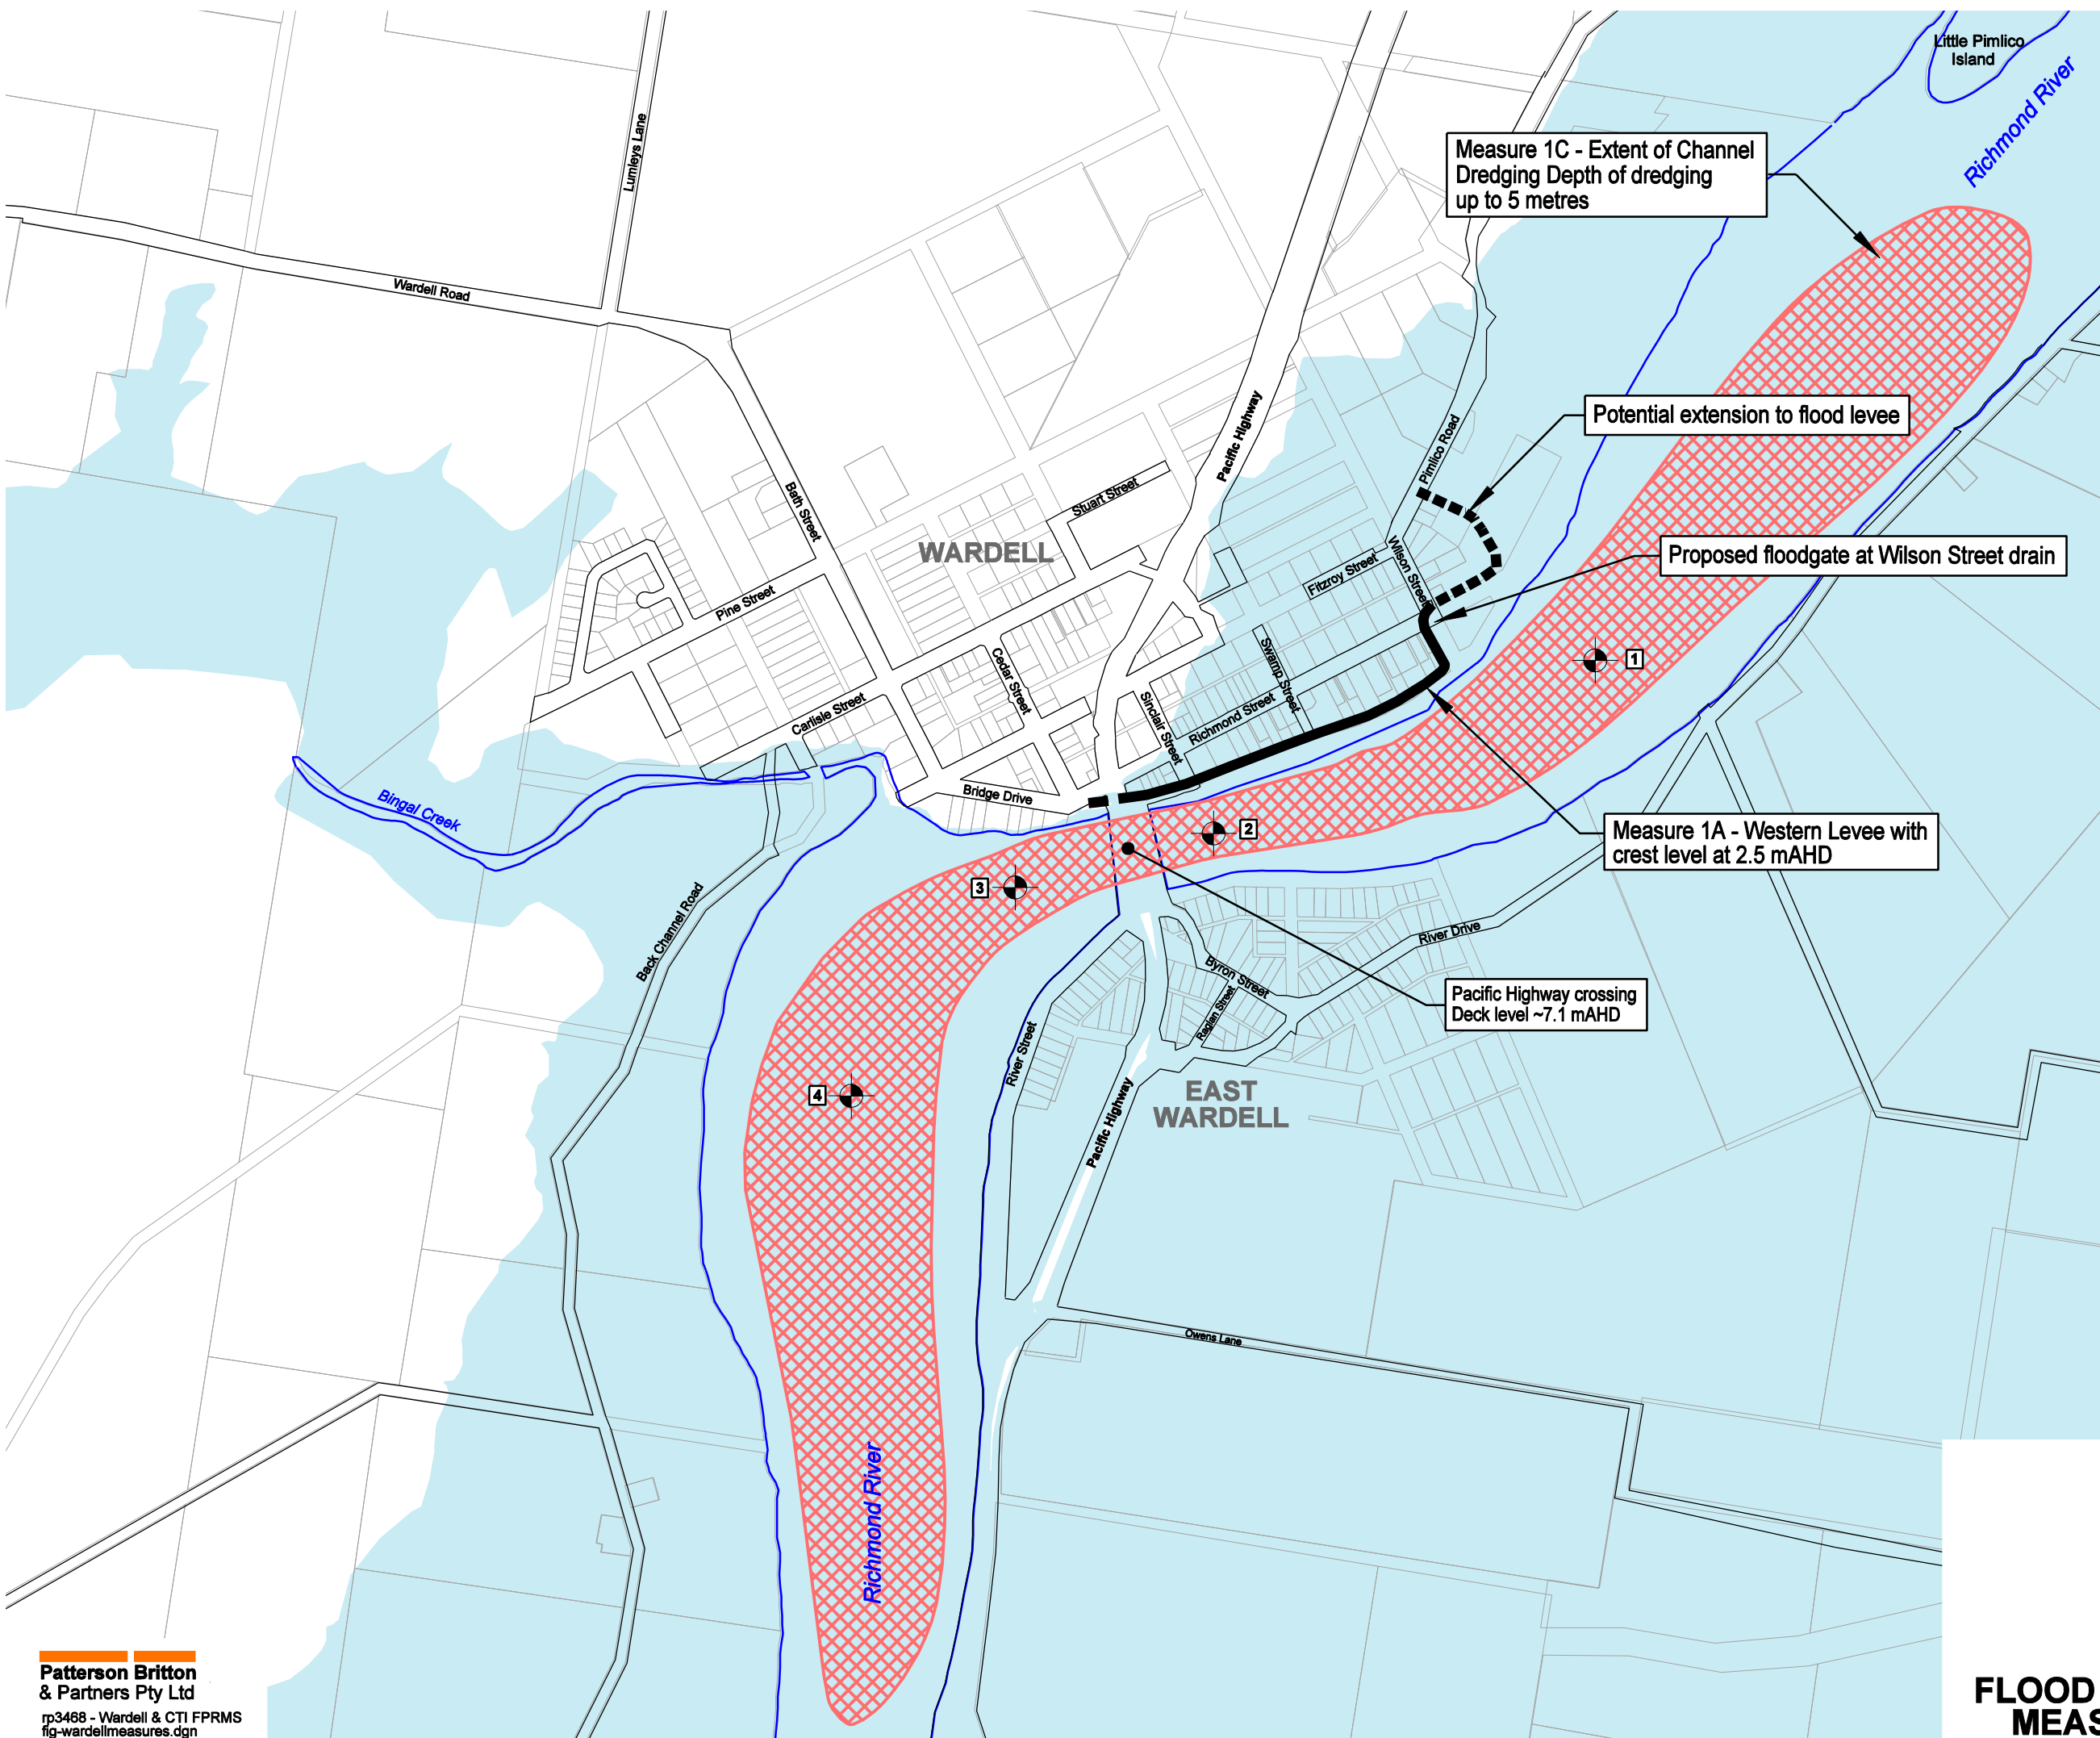 Little Pimlico
Island
Richmond River
Measure 1C - Extent of Channel
Dredging Depth of dredging
up to 5 metres
Lumleys Lane
Wardell Road
Pacific Highway
Potential extension to flood levee
Pimlico Road
Bath Street
Stuart Street
WARDELL
Proposed floodgate at Wilson Street drain
Wilson Street
Fitzroy Street
Pine Street
Swamp Street
Cedar Street
1
Sinclair Street
Richmond Street
Carlisle Street
Bingal Creek
Bridge Drive
2
Measure 1A - Western Levee with
crest level at 2.5 mAHD
3
Back Channel Road
River Drive
Byron Street
Raglan Street
Pacific Highway crossing
Deck level ~7.1 mAHD
River Street
4
EAST
WARDELL
Pacific Highway
Owens Lane
Richmond River
Patterson Britton
& Partners Pty Ltd
rp3468 - Wardell & CTI FPRMS
fig-wardellmeasures.dgn
FLOOD
MEAS